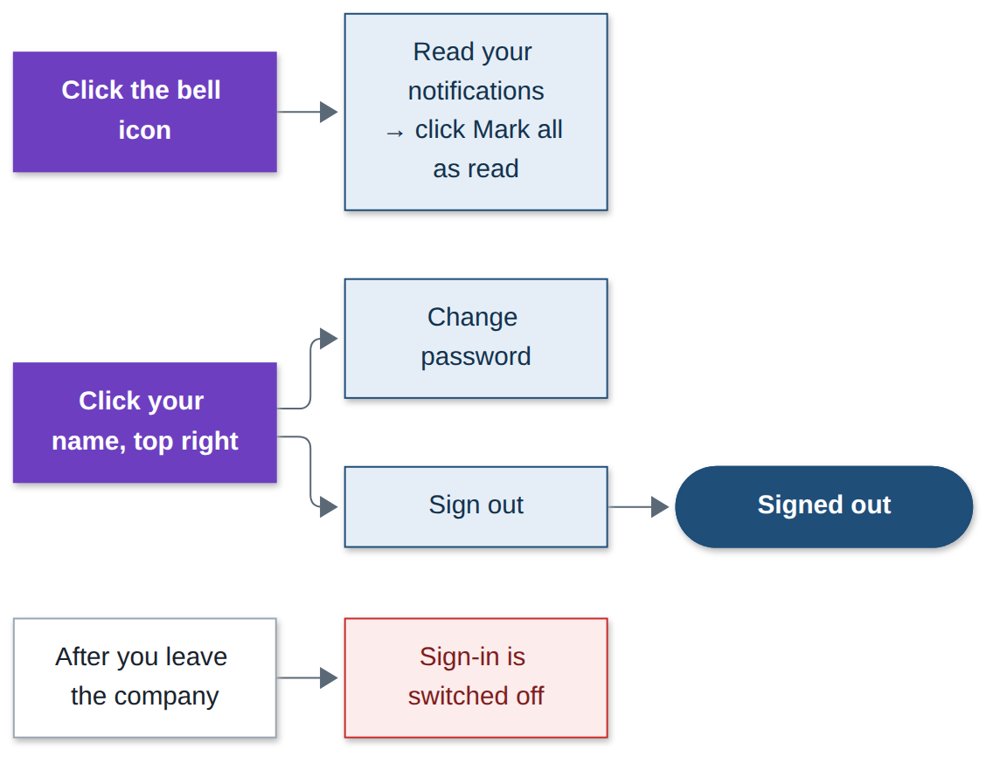 Click the bell
icon
Read your
notifications
→ click Mark all
as read
Change
password
Click your
name, top right
Sign out
Signed out
After you leave
the company
Sign-in is
switched off